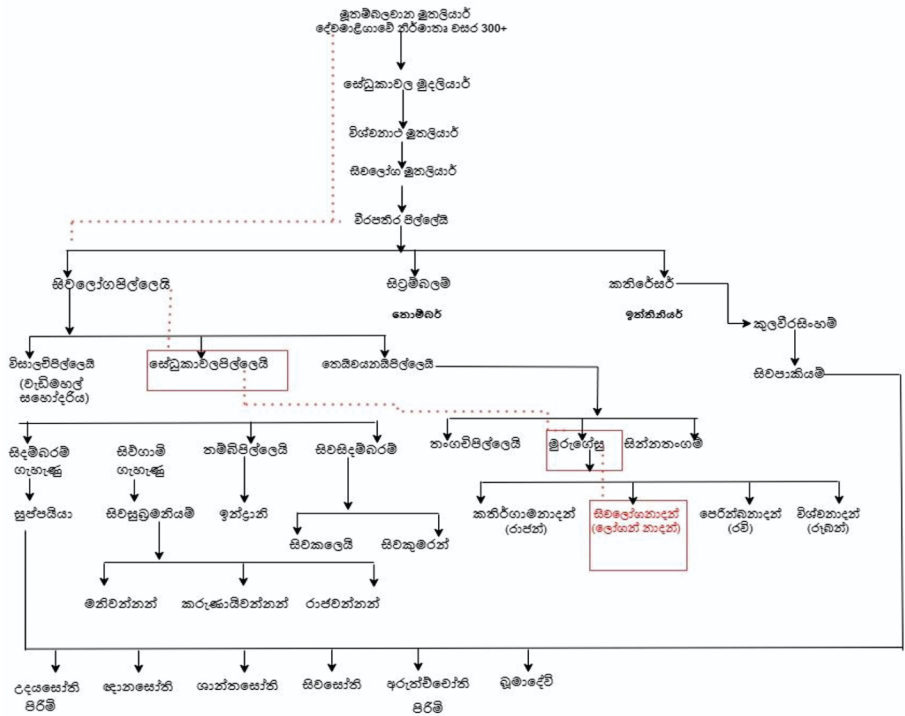 මූතම්බලවාන මුතලියාර්
දේවමාළිගාවේ නිර්මාතෘ වසර 300+
සේධුකාවල මුදලියාර්
විශ්වනාථ මුතලියාර්
සිවලෝග මුතලියාර්
වීරපතිර පිල්ලේයි
සිවලෝගපිල්ලෙයි
සිට්‍රම්බලම්
කතිරේසර්
තොම්බර්
ඉත්තිනියර්
කුලවීරසිංහම්
විසාලච්පිල්ලෙයි
(වැඩිමහල්
සහෝදරිය)
සේධුකාවලපිල්ලෙයි
තෙයිවයනයිපිල්ලෙයි
සිවපාකියම්
සිදම්බරම්
ගැහැණු
සිව්ගාමි
ගැහැණු
තම්බිපිල්ලෙයි
සිවසිදම්බරම්
තංගච්පිල්ලෙයි
මුරුගේසු
සින්නතංගම්
සුප්පයියා
සිවසුබ්‍රමනියම්
ඉන්ද්‍රානි
සිවකලෙයි
සිවකුමරන්
කතිර්ගාමනොදන්
(රාජන්)
සිවලෝගනාදන්
(ලෝගන් නාදන්)
පෙරින්බනාදන්
(රවි)
විශ්වනාදන්
(රූබන්)
මනිවන්නන්
කරුණායිවන්නන්
රාජවන්නන්
උදයසෝති
පිරිමි
ඥානසෝති
ශාන්තසෝති
සිවසෝති
අරුත්ච්චෝති
පිරිමි
බූමාදේවි